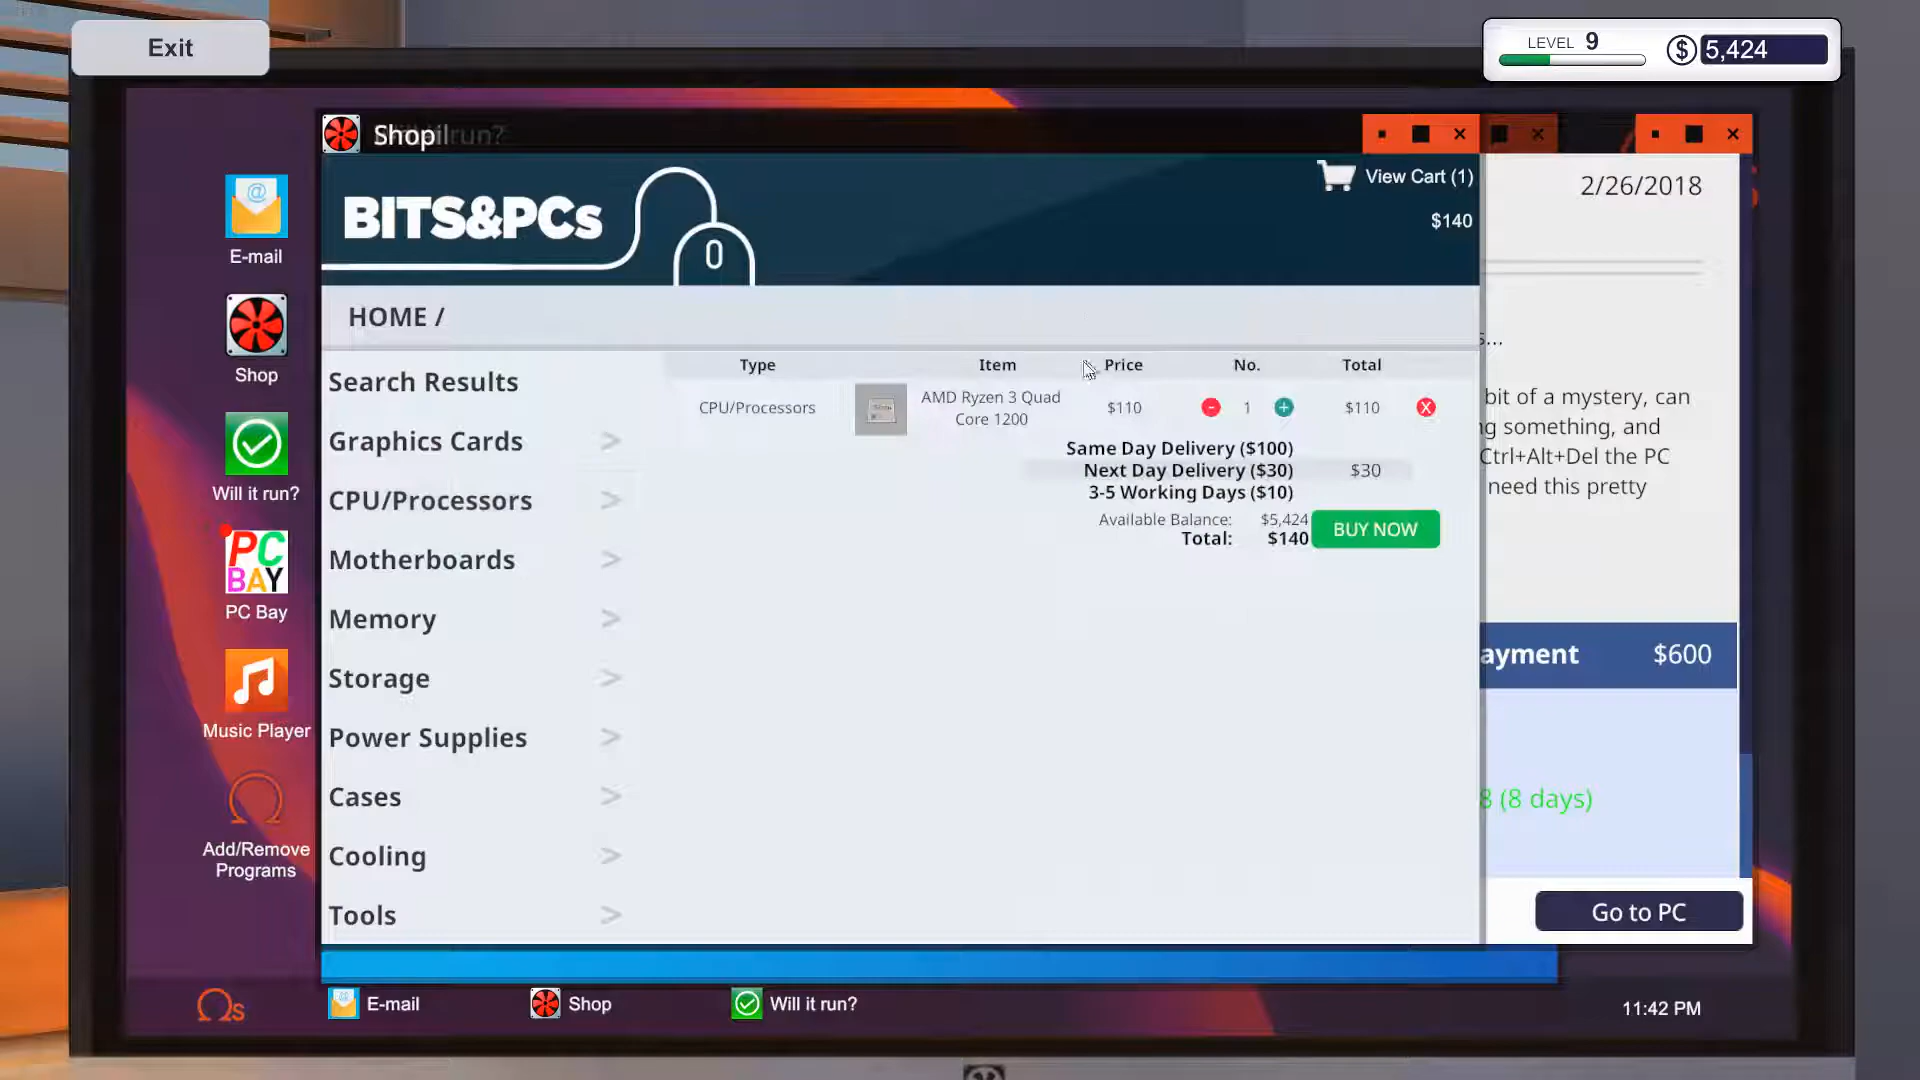 Exit
LEVEL 9
$ 5,424
Shop
BITS&PCs
View Cart (1)
$140
2/26/2018
HOME /
E-mail
Shop
Will it run?
PC BAY
PC Bay
Music Player
Add/Remove
Programs
Search Results
Graphics Cards >
CPU/Processors >
Motherboards >
Memory >
Storage >
Power Supplies >
Cases >
Cooling >
Tools >
Type Item Price No. Total
CPU/Processors AMD Ryzen 3 Quad Core 1200 $110 - 1 + $110 X
Same Day Delivery ($100)
Next Day Delivery ($30) $30
3-5 Working Days ($10)
Available Balance: $5,424
Total: $140
BUY NOW
bit of a mystery, can
something, and
Ctrl+Alt+Del the PC
need this pretty
ayment $600
8 (8 days)
Go to PC
Ωs
E-mail
Shop
Will it run?
11:42 PM